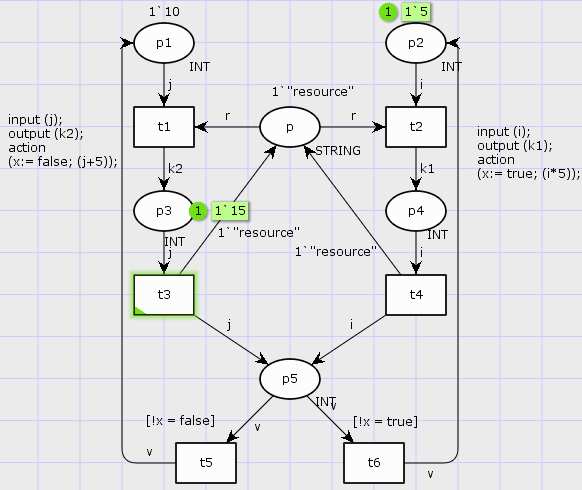 1`10
1 1`5
p1
p2
INT
INT
j
i
1`"resource"
input (j);
output (k2);
action
(x:= false; (j+5));
t1
r
p
r
t2
input (i);
output (k1);
action
(x:= true; (i*5));
STRING
k2
k1
p3
1 1`15
p4
INT
INT
j
i
1`"resource"
1`"resource"
t3
t4
j
i
p5
INT
v
[!x = false]
[!x = true]
v
v
t5
t6
v